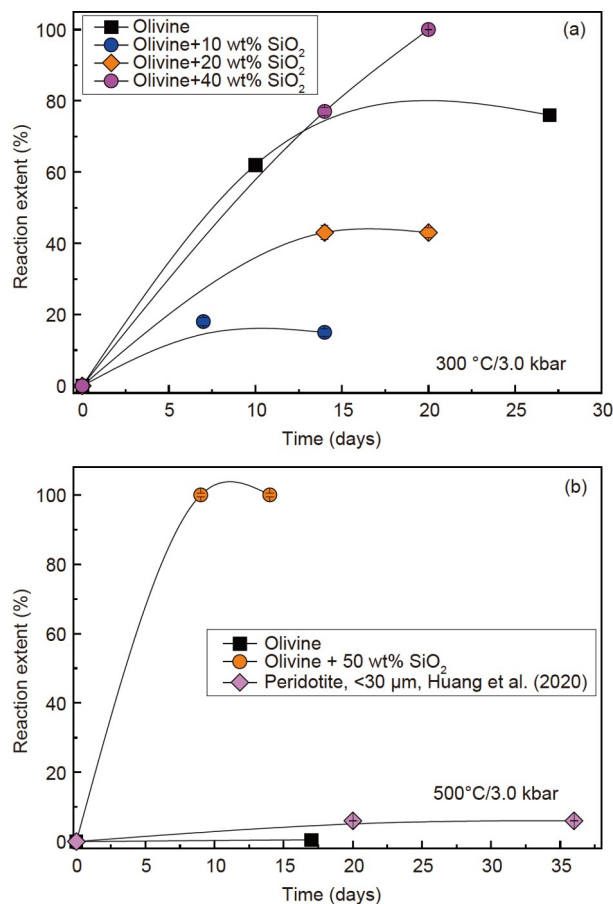 (a)
Olivine
Olivine+10 wt% SiO2
Olivine+20 wt% SiO2
Olivine+40 wt% SiO2
100
80
60
40
20
0
Reaction extent (%)
300 °C/3.0 kbar
0 5 10 15 20 25 30
Time (days)
(b)
100
80
60
40
20
0
Reaction extent (%)
Olivine
Olivine + 50 wt% SiO2
Peridotite, <30 µm, Huang et al. (2020)
500°C/3.0 kbar
0 5 10 15 20 25 30 35
Time (days)